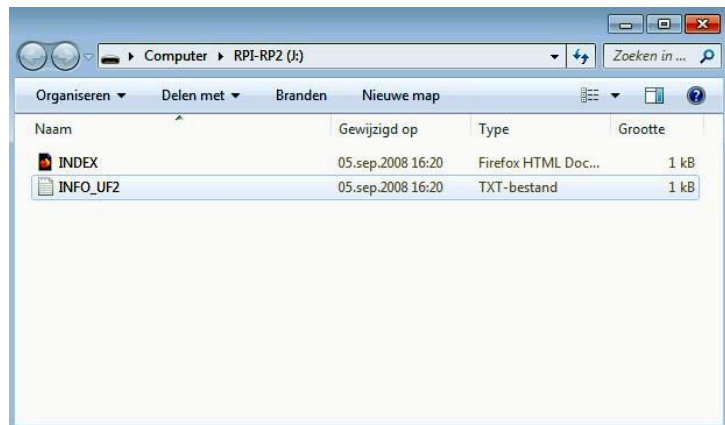 Computer ▸ RPI-RP2 (J:)
Zoeken in ...
Organiseren
Delen met
Branden
Nieuwe map
Naam
Gewijzigd op
Type
Grootte
INDEX 05.sep.2008 16:20 Firefox HTML Doc... 1 kB
INFO_UF2 05.sep.2008 16:20 TXT-bestand 1 kB